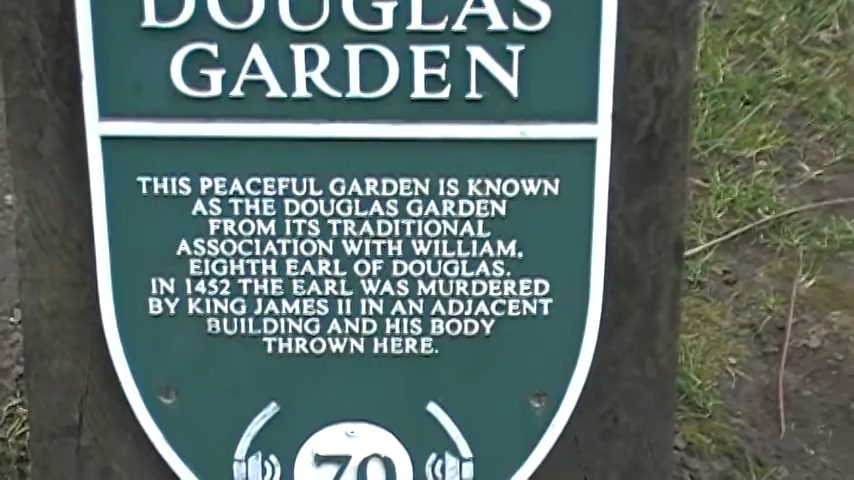 DOUGLAS
GARDEN
THIS PEACEFUL GARDEN IS KNOWN
AS THE DOUGLAS GARDEN
FROM ITS TRADITIONAL
ASSOCIATION WITH WILLIAM,
EIGHTH EARL OF DOUGLAS.
IN 1452 THE EARL WAS MURDERED
BY KING JAMES II IN AN ADJACENT
BUILDING AND HIS BODY
THROWN HERE.
70